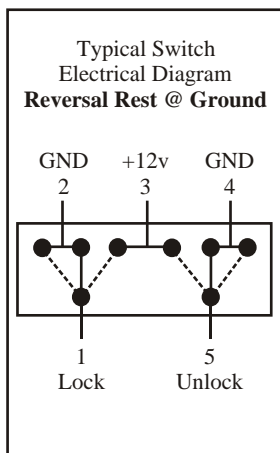 Typical Switch
Electrical Diagram
Reversal Rest @ Ground
GND +12v GND
2 3 4
1 5
Lock Unlock